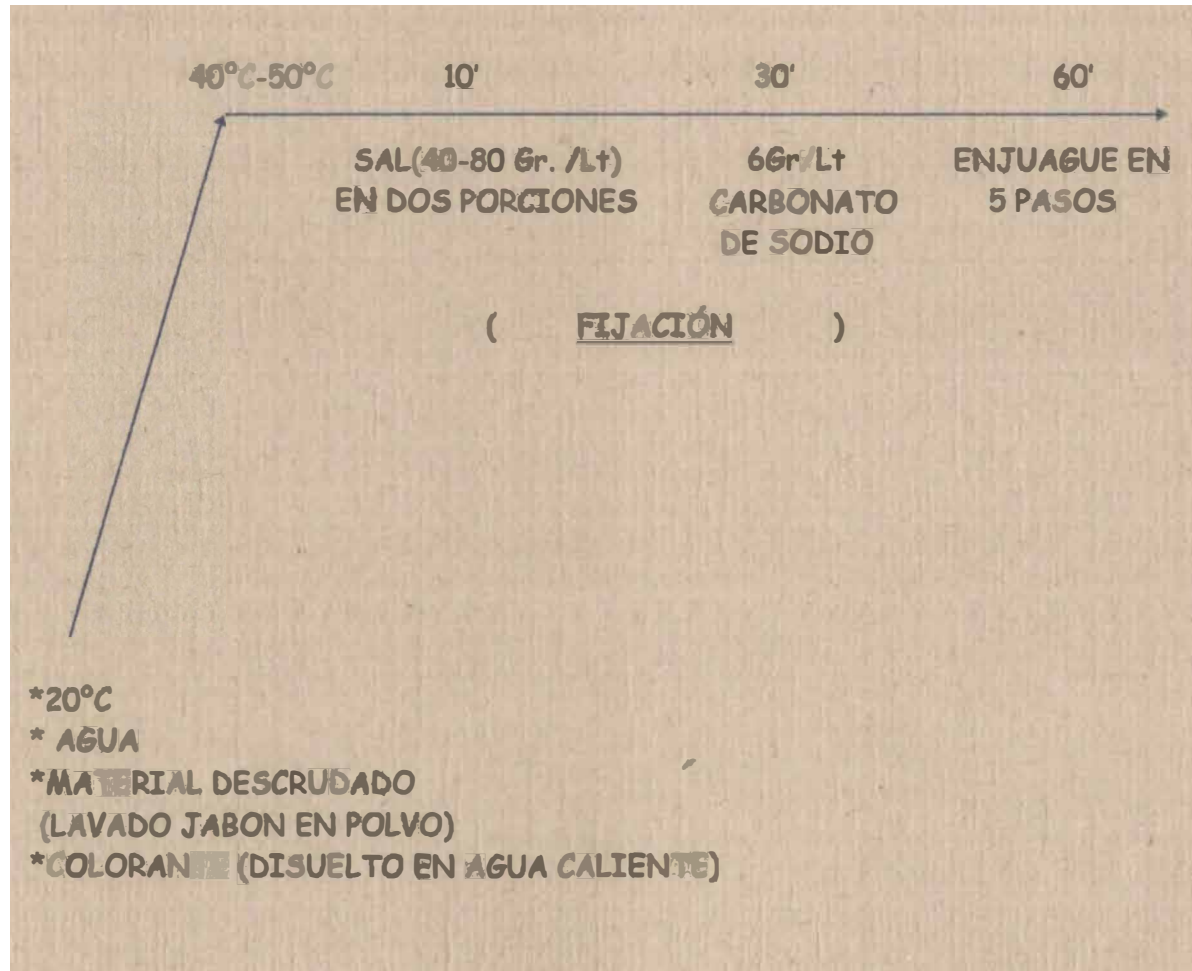 40°C-50°C 10' 30' 60'
SAL(40-80 Gr. /Lt) 6Gr/Lt ENJUAGUE EN
EN DOS PORCIONES CARBONATO 5 PASOS
DE SODIO
( FIJACIÓN )
*20°C
* AGUA
*MATERIAL DESCRUDADO
(LAVADO JABON EN POLVO)
*COLORANTE (DISUELTO EN AGUA CALIENTE)